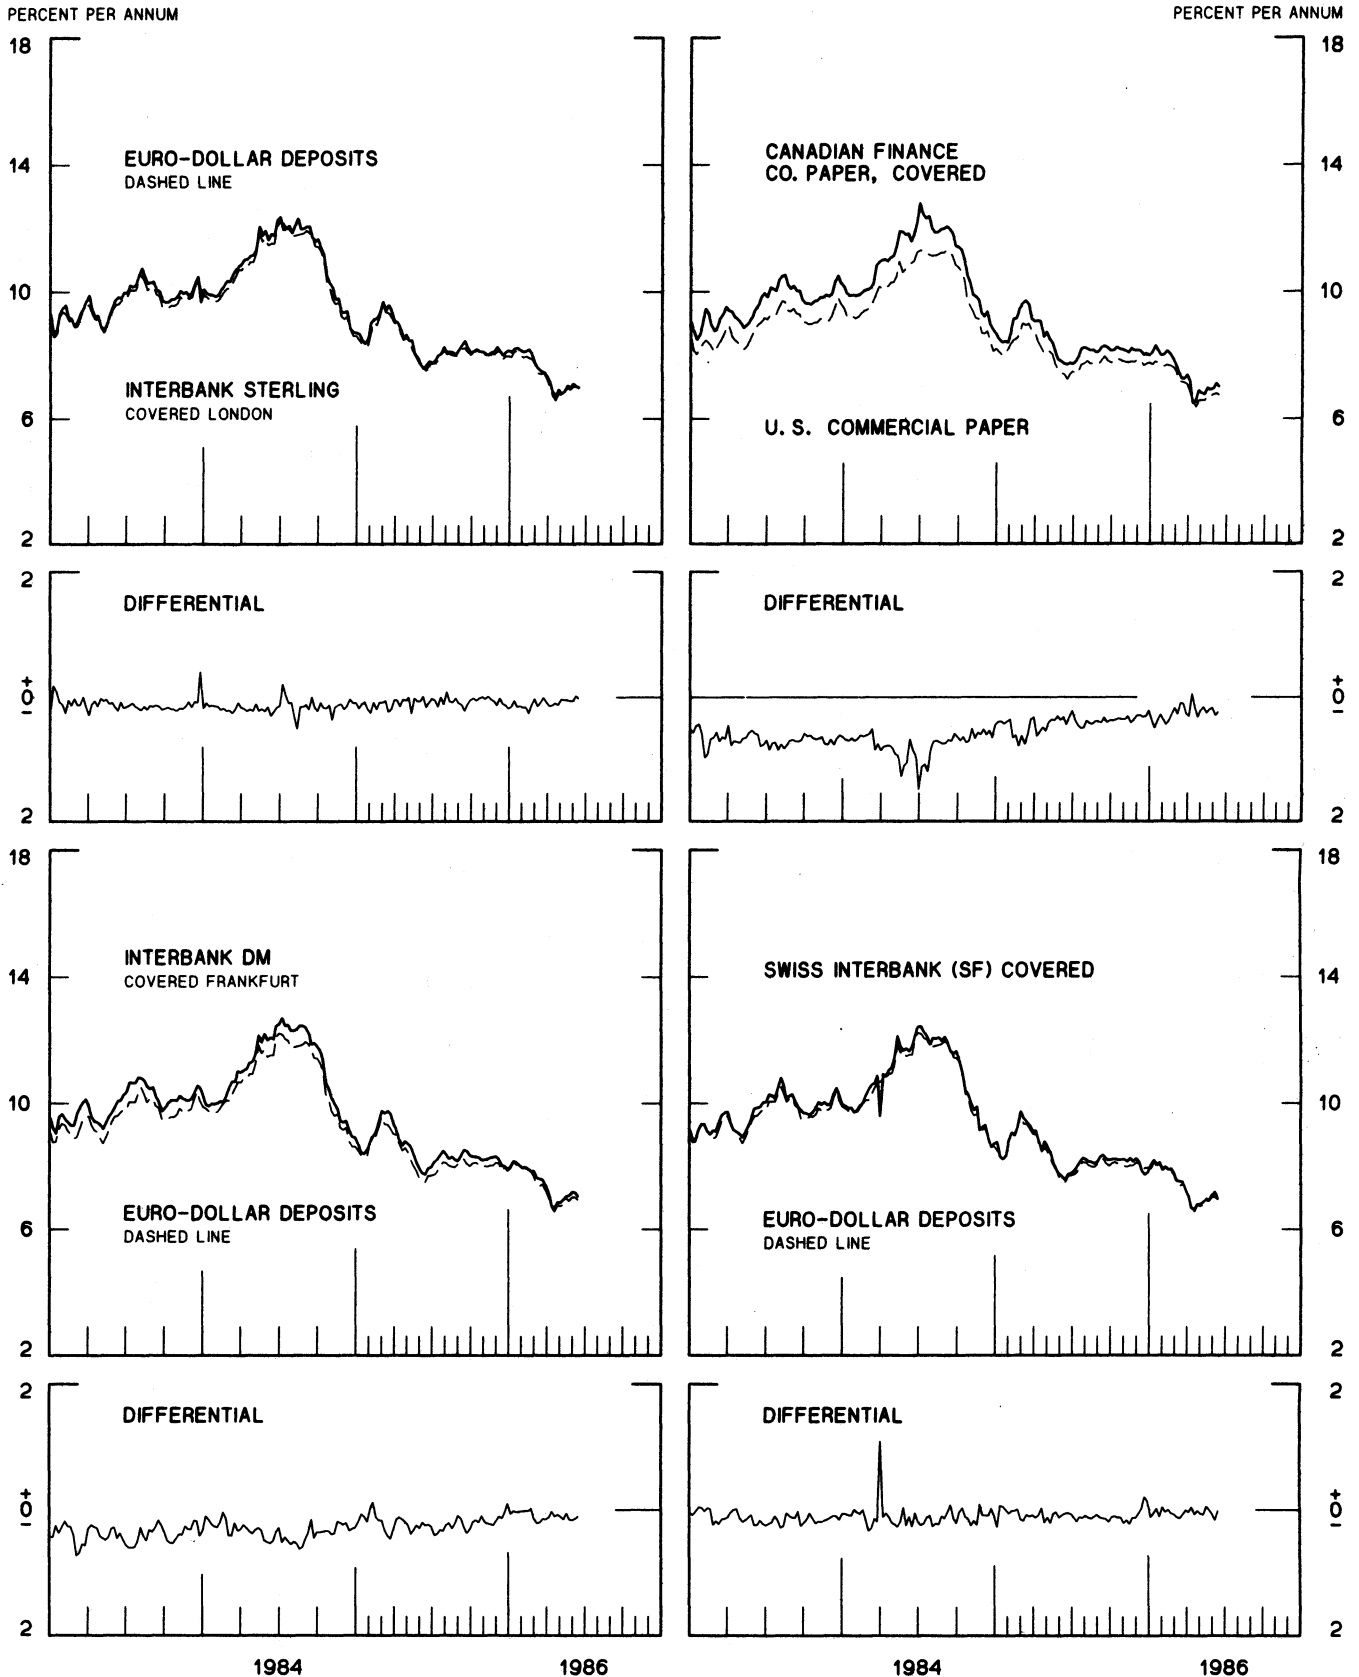 PERCENT PER ANNUM
PERCENT PER ANNUM
18
18
EURO-DOLLAR DEPOSITS
DASHED LINE
14
CANADIAN FINANCE
CO. PAPER, COVERED
14
10
10
INTERBANK STERLING
COVERED LONDON
6
U. S. COMMERCIAL PAPER
6
2
2
2
2
DIFFERENTIAL
DIFFERENTIAL
+
0
–
+
0
–
2
2
18
18
INTERBANK DM
COVERED FRANKFURT
14
SWISS INTERBANK (SF) COVERED
14
10
10
EURO-DOLLAR DEPOSITS
DASHED LINE
6
EURO-DOLLAR DEPOSITS
DASHED LINE
6
2
2
2
2
DIFFERENTIAL
DIFFERENTIAL
+
0
–
+
0
–
2
2
1984
1986
1984
1986